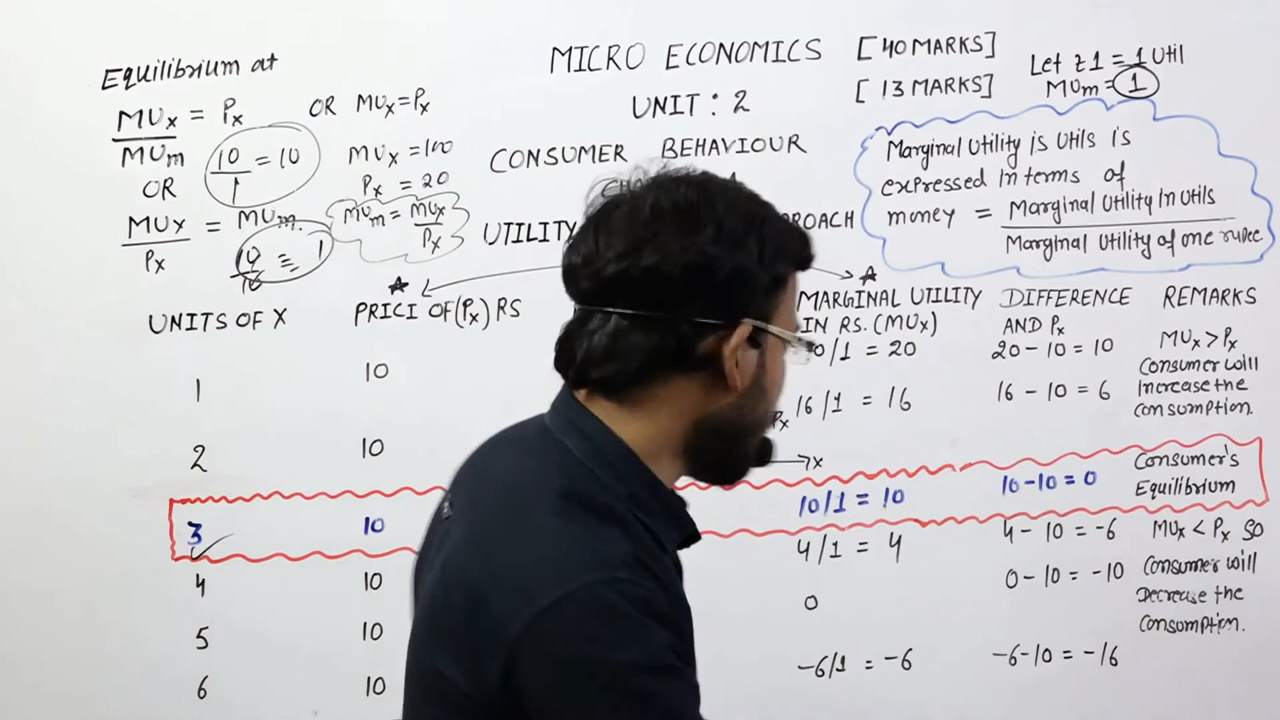 Equilibrium at
MUx = Px OR MUx=Px
MUm
10 = 10
1
MUx = 100
OR
Px = 20
MUx = MUm
Px
10 = 1
10
MUm = MUx
Px
MICRO ECONOMICS [40 MARKS]
UNIT : 2 [13 MARKS]
CONSUMER BEHAVIOUR
UTILITY
Let ₹1 = 1 Util
MUm = 1
Marginal Utility is Utils is
expressed in terms of
money = Marginal Utility in Utils
Marginal Utility of one rupee
UNITS OF X
PRICI OF(Px) RS
MARGINAL UTILITY
IN RS. (MUx)
DIFFERENCE
AND Px
REMARKS
1 10 /1 = 20 20 - 10 = 10
MUx > Px
Consumer will
increase the
consumption.
2 10 Px 16/1 = 16 16 - 10 = 6
x
3 10 10/1 = 10 10-10 = 0
Consumer's
Equilibrium
4 10 4/1 = 4 4 - 10 = -6
MUx < Px so
Consumer will
Decrease the
consumption.
5 10 0 0-10 = -10
6 10 -6/1 = -6 -6-10 = -16